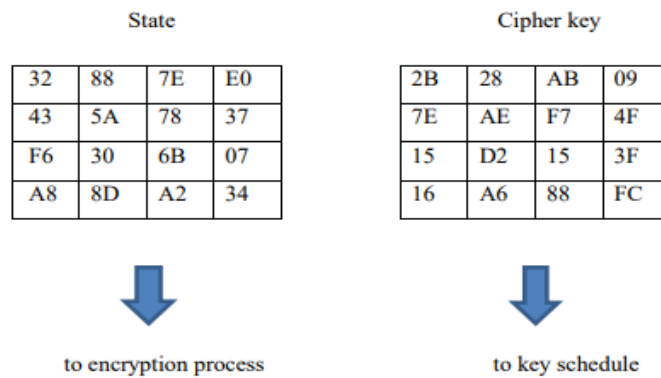 State Cipher key
32 88 7E E0 2B 28 AB 09
43 5A 78 37 7E AE F7 4F
F6 30 6B 07 15 D2 15 3F
A8 8D A2 34 16 A6 88 FC
to encryption process to key schedule